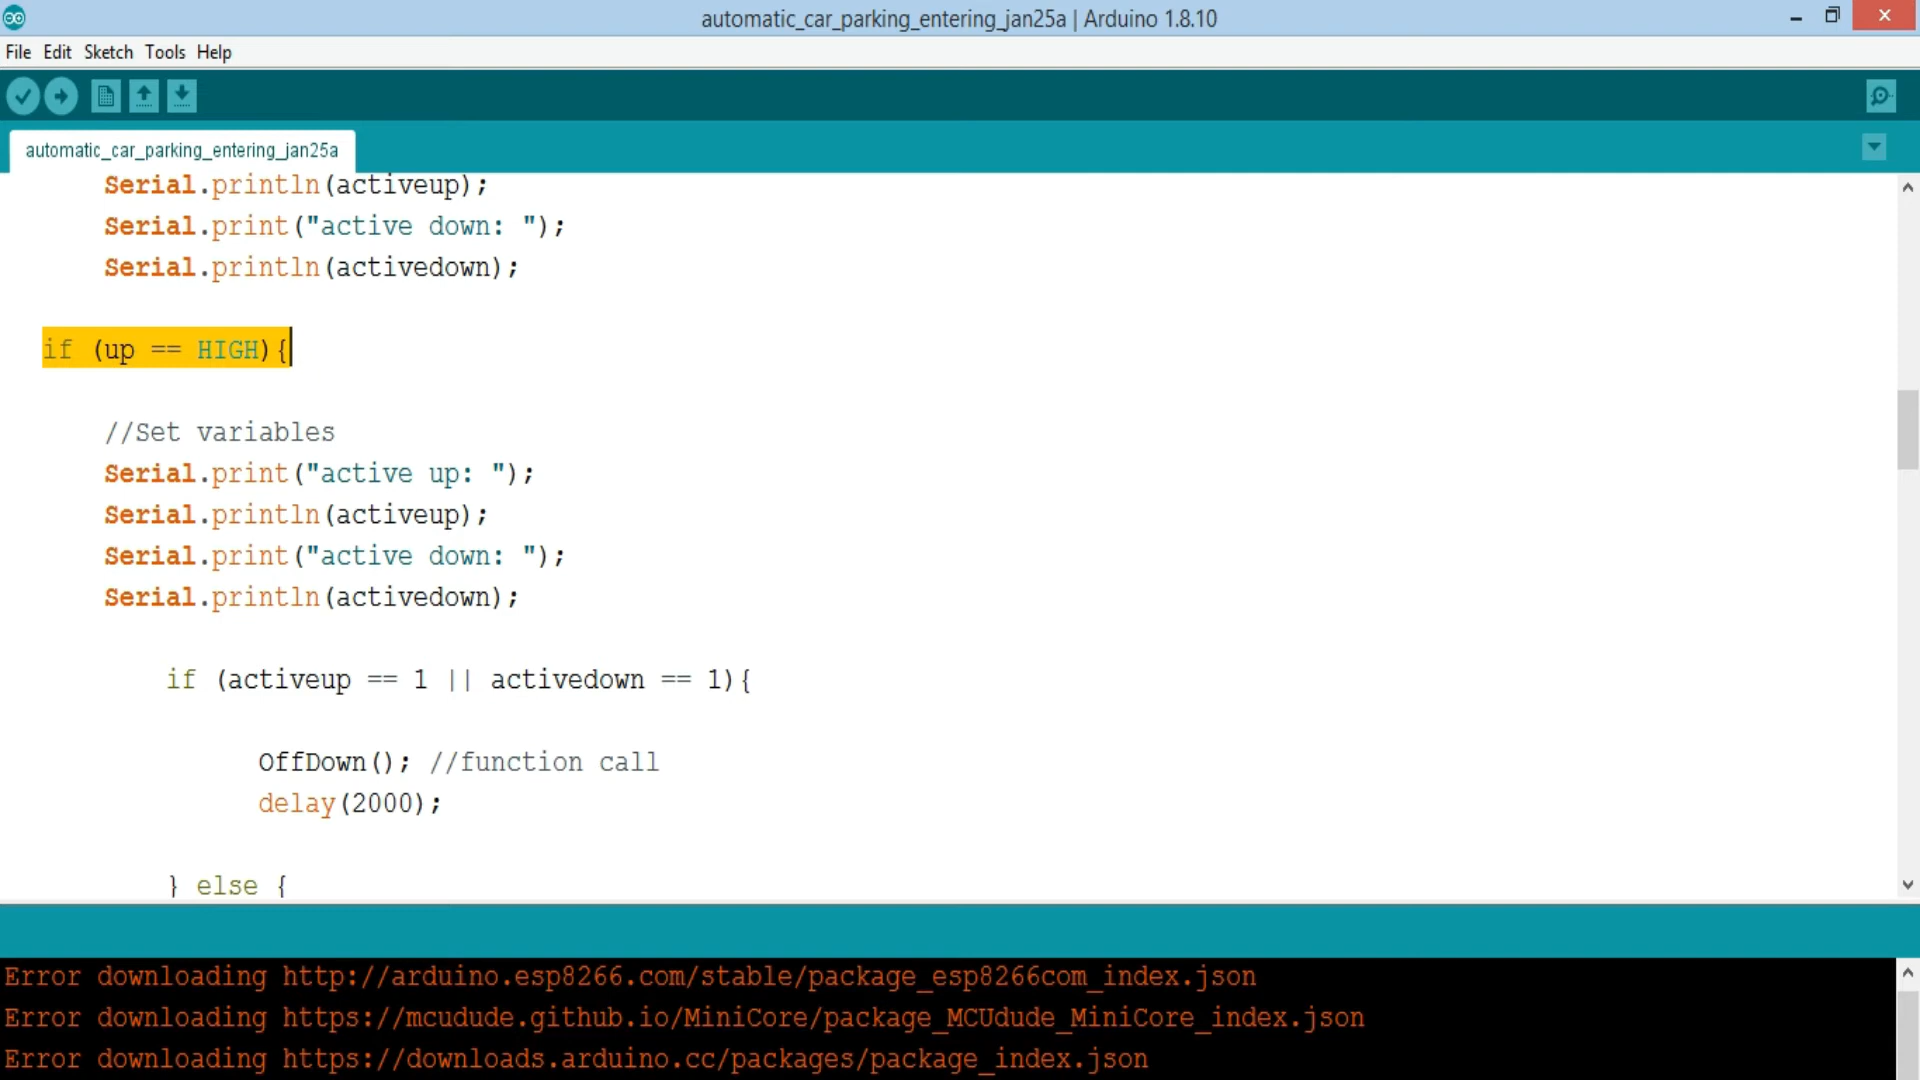 automatic_car_parking_entering_jan25a | Arduino 1.8.10
File Edit Sketch Tools Help
automatic_car_parking_entering_jan25a
Serial.println(activeup);
Serial.print("active down: ");
Serial.println(activedown);
if (up == HIGH){
//Set variables
Serial.print("active up: ");
Serial.println(activeup);
Serial.print("active down: ");
Serial.println(activedown);
if (activeup == 1 || activedown == 1){
OffDown(); //function call
delay(2000);
} else {
Error downloading http://arduino.esp8266.com/stable/package_esp8266com_index.json
Error downloading https://mcudude.github.io/MiniCore/package_MCUdude_MiniCore_index.json
Error downloading https://downloads.arduino.cc/packages/package_index.json